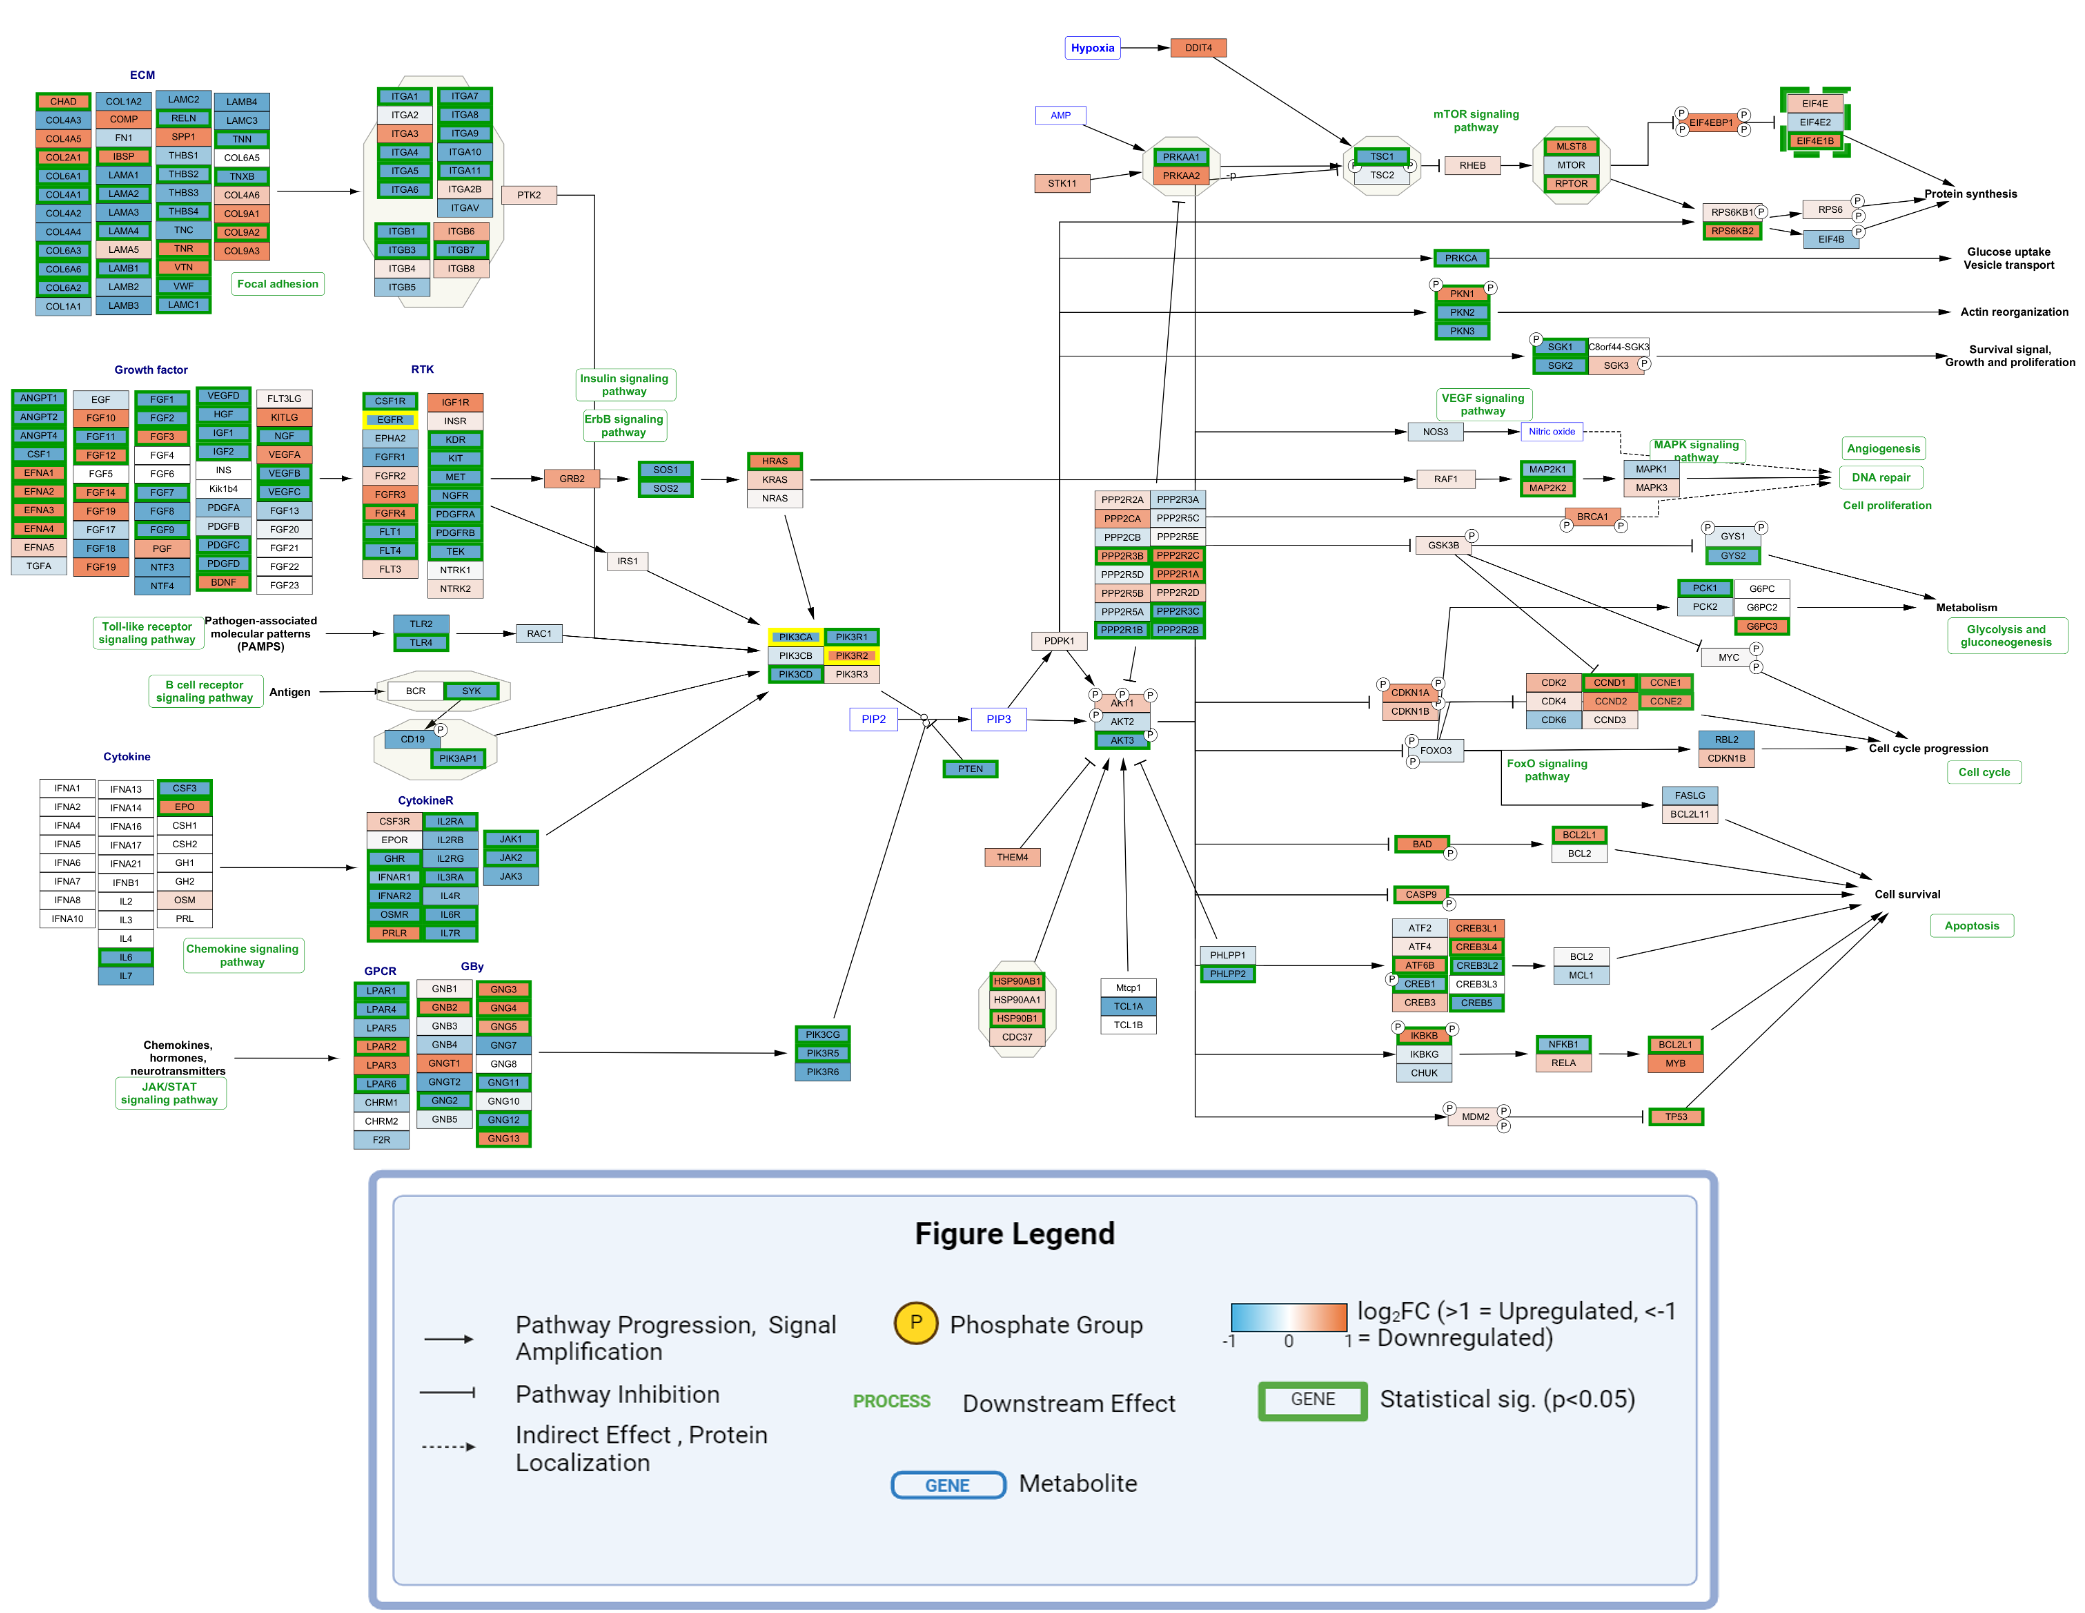 ECM
CHAD
COL4A3
COL4A5
COL2A1
COL6A1
COL4A1
COL4A2
COL4A4
COL6A3
COL6A6
COL6A2
COL1A1
COL1A2
COMP
FN1
IBSP
LAMA1
LAMA2
LAMA3
LAMA4
LAMA5
LAMB1
LAMB2
LAMB3
LAMC2
RELN
SPP1
THBS1
THBS2
THBS3
THBS4
TNC
TNR
VTN
VWF
LAMC1
LAMB4
LAMC3
TNN
COL6A5
TNXB
COL4A6
COL9A1
COL9A2
COL9A3
Focal adhesion
ITGA1
ITGA2
ITGA3
ITGA4
ITGA5
ITGA6
ITGA7
ITGA8
ITGA9
ITGA10
ITGA11
ITGA2B
ITGAV
ITGB1
ITGB3
ITGB4
ITGB5
ITGB6
ITGB7
ITGB8
PTK2
Growth factor
ANGPT1
ANGPT2
ANGPT4
CSF1
EFNA1
EFNA2
EFNA3
EFNA4
EFNA5
TGFA
EGF
FGF10
FGF11
FGF12
FGF5
FGF14
FGF19
FGF17
FGF18
FGF19
FGF1
FGF2
FGF3
FGF4
FGF6
FGF7
FGF8
FGF9
PGF
NTF3
NTF4
VEGFD
HGF
IGF1
IGF2
INS
Kik1b4
PDGFA
PDGFB
PDGFC
PDGFD
BDNF
FLT3LG
KITLG
NGF
VEGFA
VEGFB
VEGFC
FGF13
FGF20
FGF21
FGF22
FGF23
RTK
CSF1R
EGFR
EPHA2
FGFR1
FGFR2
FGFR3
FGFR4
FLT1
FLT4
FLT3
IGF1R
INSR
KDR
KIT
MET
NGFR
PDGFRA
PDGFRB
TEK
NTRK1
NTRK2
Insulin signaling
pathway
ErbB signaling
pathway
GRB2
SOS1
SOS2
HRAS
KRAS
NRAS
IRS1
Toll-like receptor
signaling pathway
Pathogen-associated
molecular patterns
(PAMPS)
TLR2
TLR4
RAC1
B cell receptor
signaling pathway
Antigen
BCR
SYK
CD19
P
PIK3AP1
PIK3CA
PIK3CB
PIK3CD
PIK3R1
PIK3R2
PIK3R3
PIP2
PIP3
PTEN
PDPK1
Cytokine
IFNA1
IFNA2
IFNA4
IFNA5
IFNA6
IFNA7
IFNA8
IFNA10
IFNA13
IFNA14
IFNA16
IFNA17
IFNA21
IFNB1
IL2
IL3
IL4
IL6
IL7
CSF3
EPO
CSH1
CSH2
GH1
GH2
OSM
PRL
Chemokine signaling
pathway
CytokineR
CSF3R
EPOR
GHR
IFNAR1
IFNAR2
OSMR
PRLR
IL2RA
IL2RB
IL2RG
IL3RA
IL4R
IL6R
IL7R
JAK1
JAK2
JAK3
Chemokines,
hormones,
neurotransmitters
JAK/STAT
signaling pathway
GPCR
LPAR1
LPAR4
LPAR5
LPAR2
LPAR3
LPAR6
CHRM1
CHRM2
F2R
GBy
GNB1
GNB2
GNB3
GNB4
GNGT1
GNGT2
GNG2
GNB5
GNG3
GNG4
GNG5
GNG7
GNG8
GNG11
GNG10
GNG12
GNG13
PIK3CG
PIK3R5
PIK3R6
Hypoxia
DDIT4
AMP
STK11
PRKAA1
PRKAA2
-p
TSC1
TSC2
P
P
mTOR signaling
pathway
RHEB
MLST8
MTOR
RPTOR
EIF4EBP1
P
P
P
P
EIF4E
EIF4E2
EIF4E1B
RPS6KB1
P
RPS6KB2
RPS6
P
P
EIF4B
P
Protein synthesis
PRKCA
Glucose uptake
Vesicle transport
PKN1
P
P
PKN2
PKN3
Actin reorganization
P
SGK1
SGK2
C8orf44-SGK3
SGK3
P
Survival signal,
Growth and proliferation
VEGF signaling
pathway
NOS3
Nitric oxide
MAPK signaling
pathway
RAF1
MAP2K1
MAP2K2
MAPK1
MAPK3
BRCA1
P
P
Angiogenesis
DNA repair
Cell proliferation
PPP2R2A
PPP2CA
PPP2CB
PPP2R3B
PPP2R5D
PPP2R5B
PPP2R5A
PPP2R1B
PPP2R3A
PPP2R5C
PPP2R5E
PPP2R2C
PPP2R1A
PPP2R2D
PPP2R3C
PPP2R2B
GSK3B
P
GYS1
P
P
GYS2
PCK1
PCK2
G6PC
G6PC2
G6PC3
Metabolism
Glycolysis and
gluconeogenesis
MYC
P
P
P
P
P
AKT1
P
AKT2
AKT3
P
CDKN1A
CDKN1B
P
P
P
CDK2
CDK4
CDK6
CCND1
CCND2
CCND3
CCNE1
CCNE2
FOXO3
P
P
FoxO signaling
pathway
RBL2
CDKN1B
Cell cycle progression
Cell cycle
FASLG
BCL2L11
THEM4
BAD
P
BCL2L1
BCL2
CASP9
P
Cell survival
Apoptosis
HSP90AB1
HSP90AA1
HSP90B1
CDC37
Mtcp1
TCL1A
TCL1B
PHLPP1
PHLPP2
ATF2
ATF4
ATF6B
P
CREB1
CREB3
CREB3L1
CREB3L4
CREB3L2
CREB3L3
CREB5
BCL2
MCL1
IKBKB
P
P
IKBKG
CHUK
NFKB1
RELA
BCL2L1
MYB
MDM2
P
P
P
TP53
Figure Legend
Pathway Progression, Signal
Amplification
Pathway Inhibition
Indirect Effect , Protein
Localization
P
Phosphate Group
PROCESS
Downstream Effect
GENE
Metabolite
log₂FC (>1 = Upregulated, <-1
= Downregulated)
-1
0
1
GENE
Statistical sig. (p<0.05)